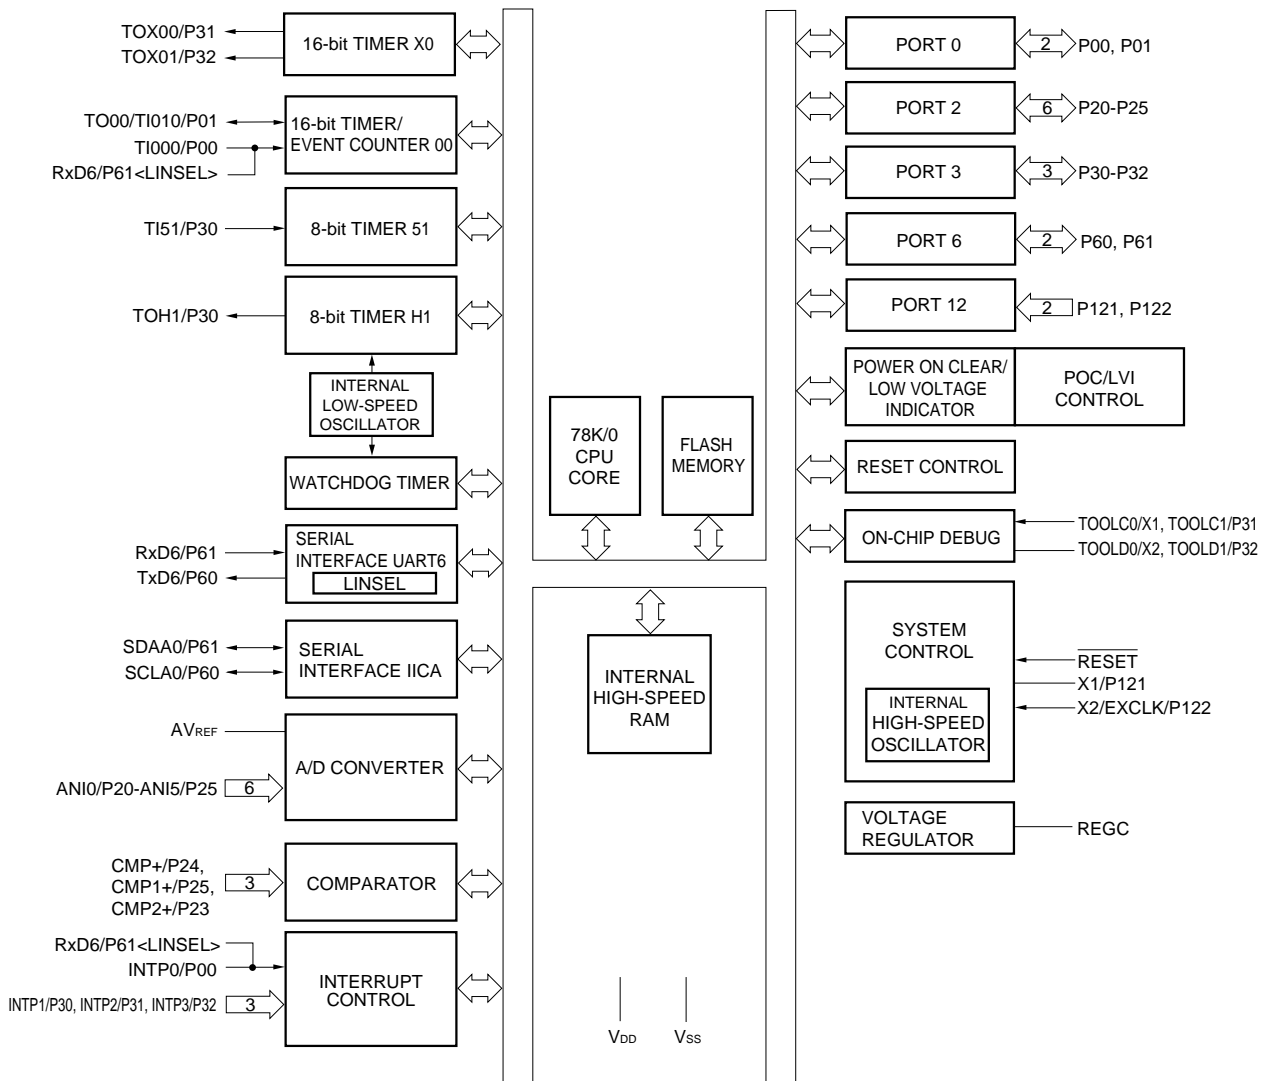 TOX00/P31
TOX01/P32
16-bit TIMER X0
TO00/TI010/P01
TI000/P00
RxD6/P61<LINSEL>
16-bit TIMER/
EVENT COUNTER 00
TI51/P30
8-bit TIMER 51
TOH1/P30
8-bit TIMER H1
INTERNAL
LOW-SPEED
OSCILLATOR
WATCHDOG TIMER
RxD6/P61
TxD6/P60
SERIAL
INTERFACE UART6
LINSEL
SDAA0/P61
SCLA0/P60
SERIAL
INTERFACE IICA
AVREF
ANI0/P20-ANI5/P25
6
A/D CONVERTER
CMP+/P24,
CMP1+/P25,
CMP2+/P23
3
COMPARATOR
RxD6/P61<LINSEL>
INTP0/P00
INTP1/P30, INTP2/P31, INTP3/P32
3
INTERRUPT
CONTROL
78K/0
CPU
CORE
FLASH
MEMORY
INTERNAL
HIGH-SPEED
RAM
VDD
VSS
PORT 0
2
P00, P01
PORT 2
6
P20-P25
PORT 3
3
P30-P32
PORT 6
2
P60, P61
PORT 12
2
P121, P122
POWER ON CLEAR/
LOW VOLTAGE
INDICATOR
POC/LVI
CONTROL
RESET CONTROL
ON-CHIP DEBUG
TOOLC0/X1, TOOLC1/P31
TOOLD0/X2, TOOLD1/P32
SYSTEM
CONTROL
INTERNAL
HIGH-SPEED
OSCILLATOR
RESET
X1/P121
X2/EXCLK/P122
VOLTAGE
REGULATOR
REGC